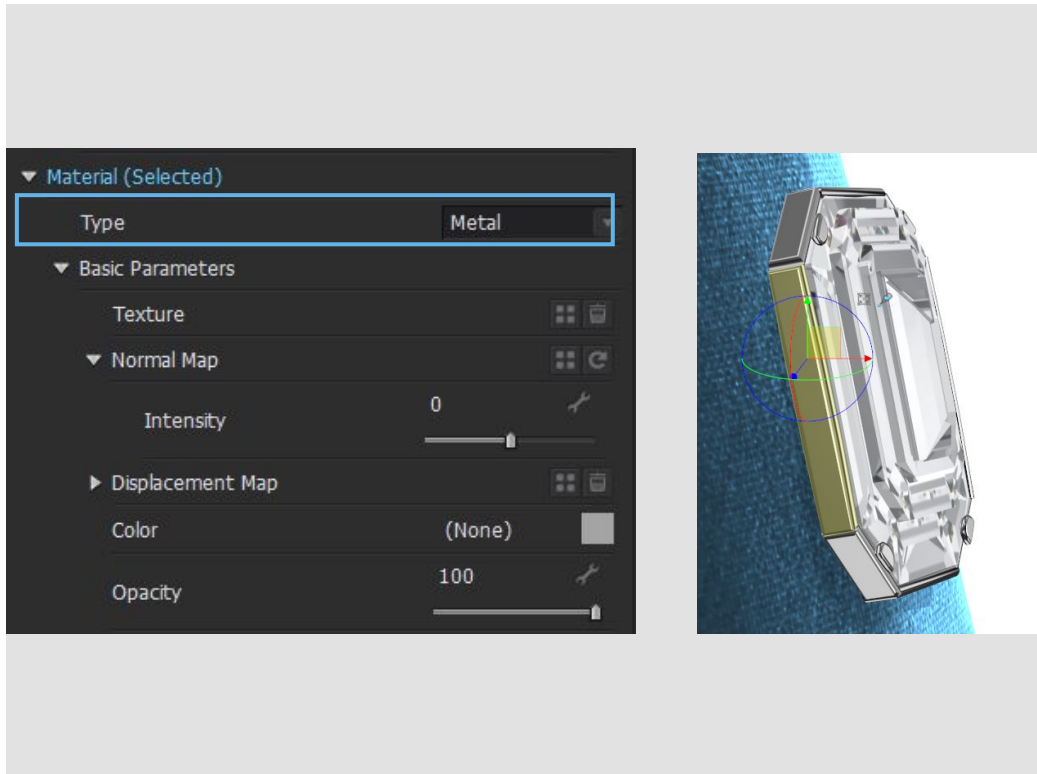 Material (Selected)
Type Metal
Basic Parameters
Texture
Normal Map
Intensity 0
Displacement Map
Color (None)
Opacity 100